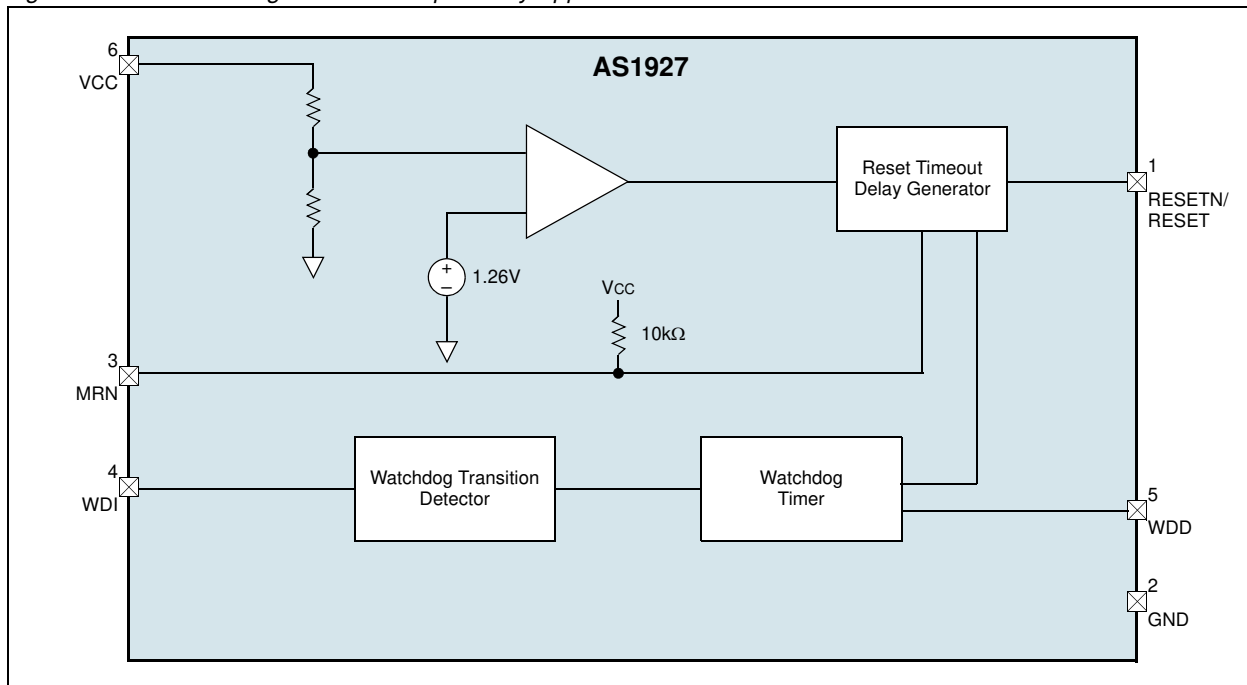 AS1927
6
VCC
Reset Timeout
Delay Generator
1
RESETN/
RESET
+
–
1.26V
VCC
10kΩ
3
MRN
4
WDI
Watchdog Transition
Detector
Watchdog
Timer
5
WDD
2
GND